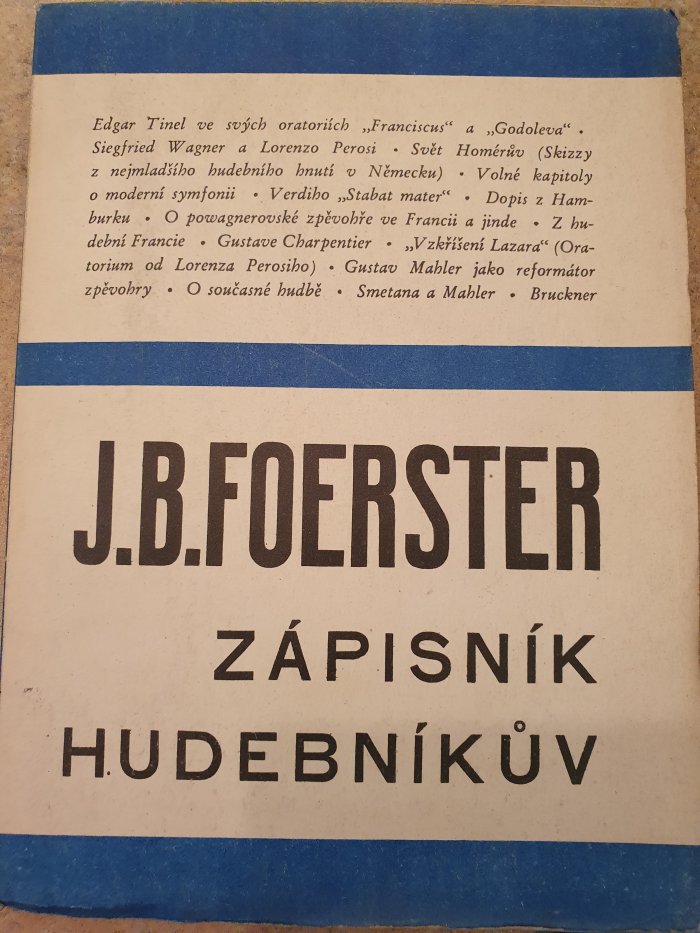 Edgar Tinel ve svých oratoriích „Franciscus“ a „Godoleva“ •
Siegfried Wagner a Lorenzo Perosi • Svět Homérův (Skizzy
z nejmladšího hudebního hnutí v Německu) • Volné kapitoly
o moderní symfonii • Verdiho „Stabat mater“ • Dopis z Ham-
burku • O powagnerovské zpěvohře ve Francii a jinde • Z hu-
dební Francie • Gustave Charpentier • „Vzkříšení Lazara“ (Ora-
torium od Lorenza Perosiho) • Gustav Mahler jako reformátor
zpěvohry • O současné hudbě • Smetana a Mahler • Bruckner
J.B.FOERSTER
ZÁPISNÍK
HUDEBNÍKŮV